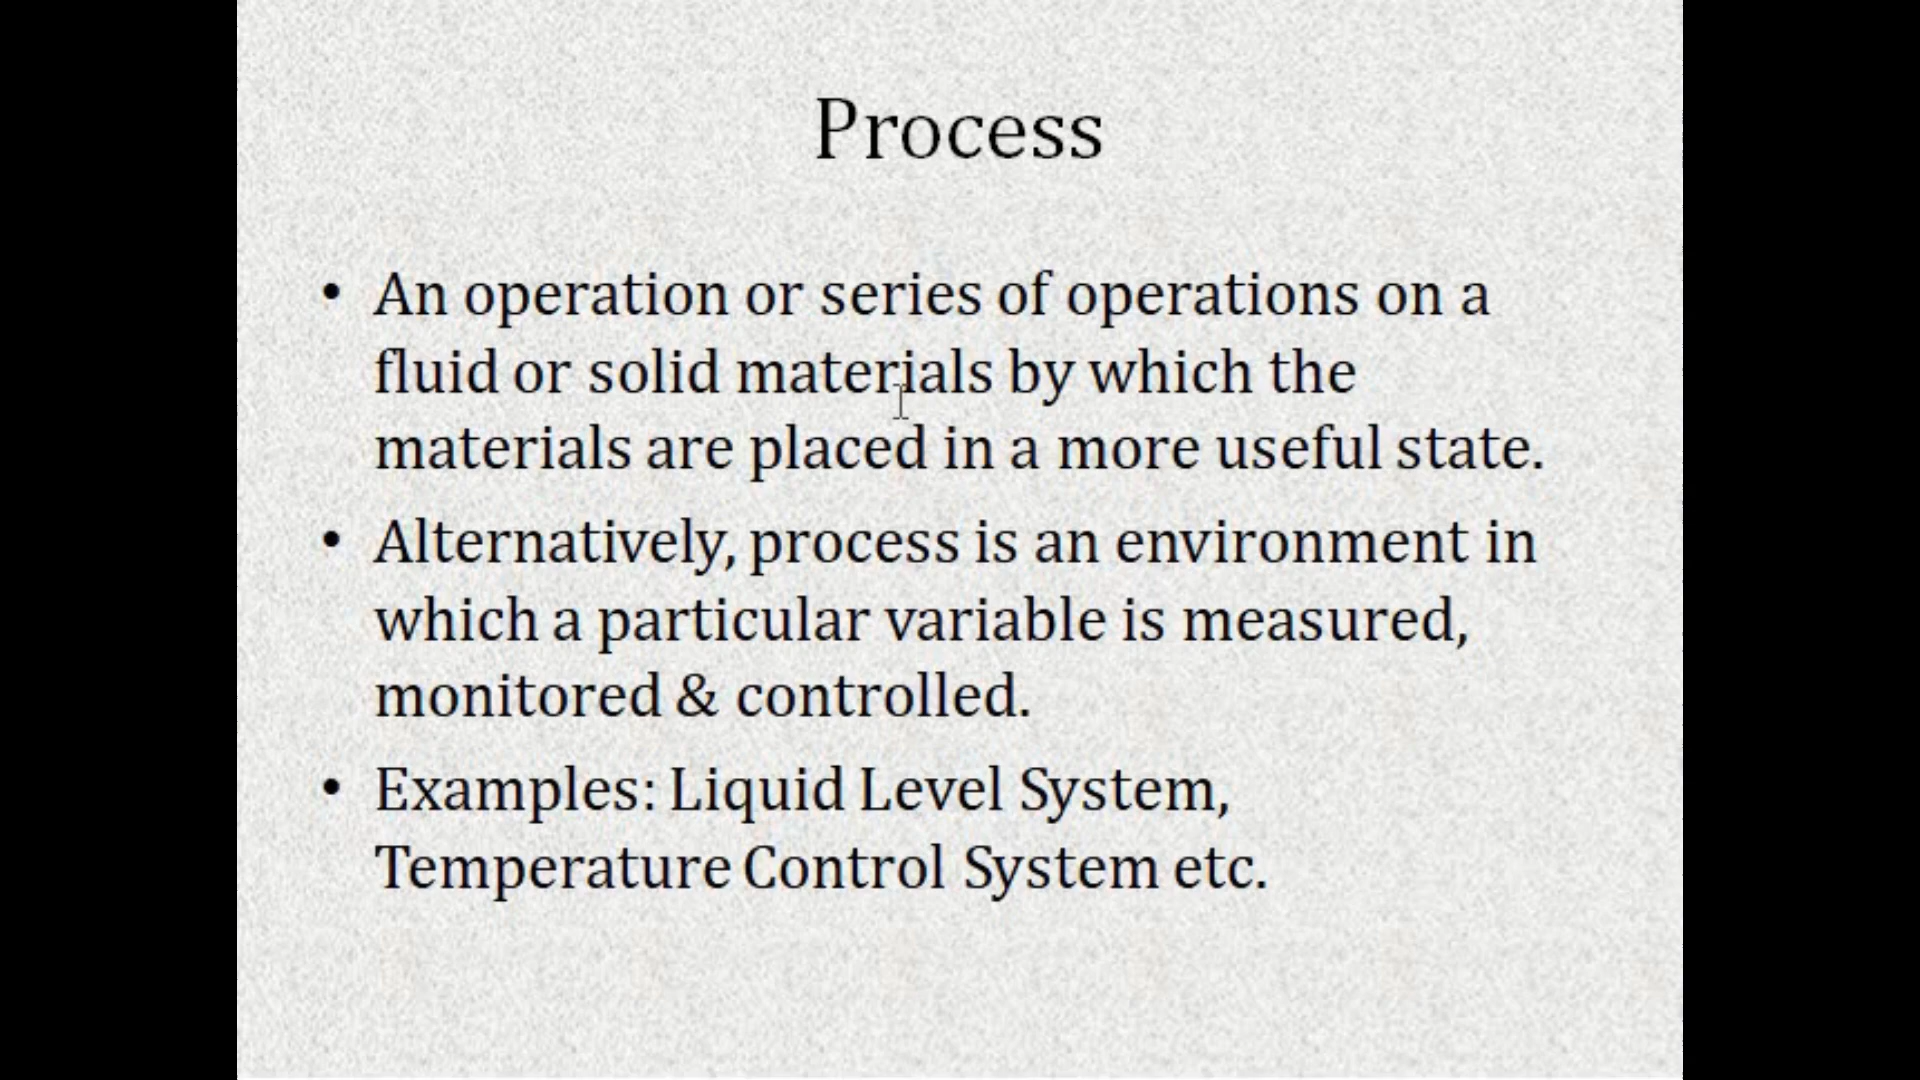 Process
• An operation or series of operations on a
fluid or solid materials by which the
materials are placed in a more useful state.
• Alternatively, process is an environment in
which a particular variable is measured,
monitored & controlled.
• Examples: Liquid Level System,
Temperature Control System etc.